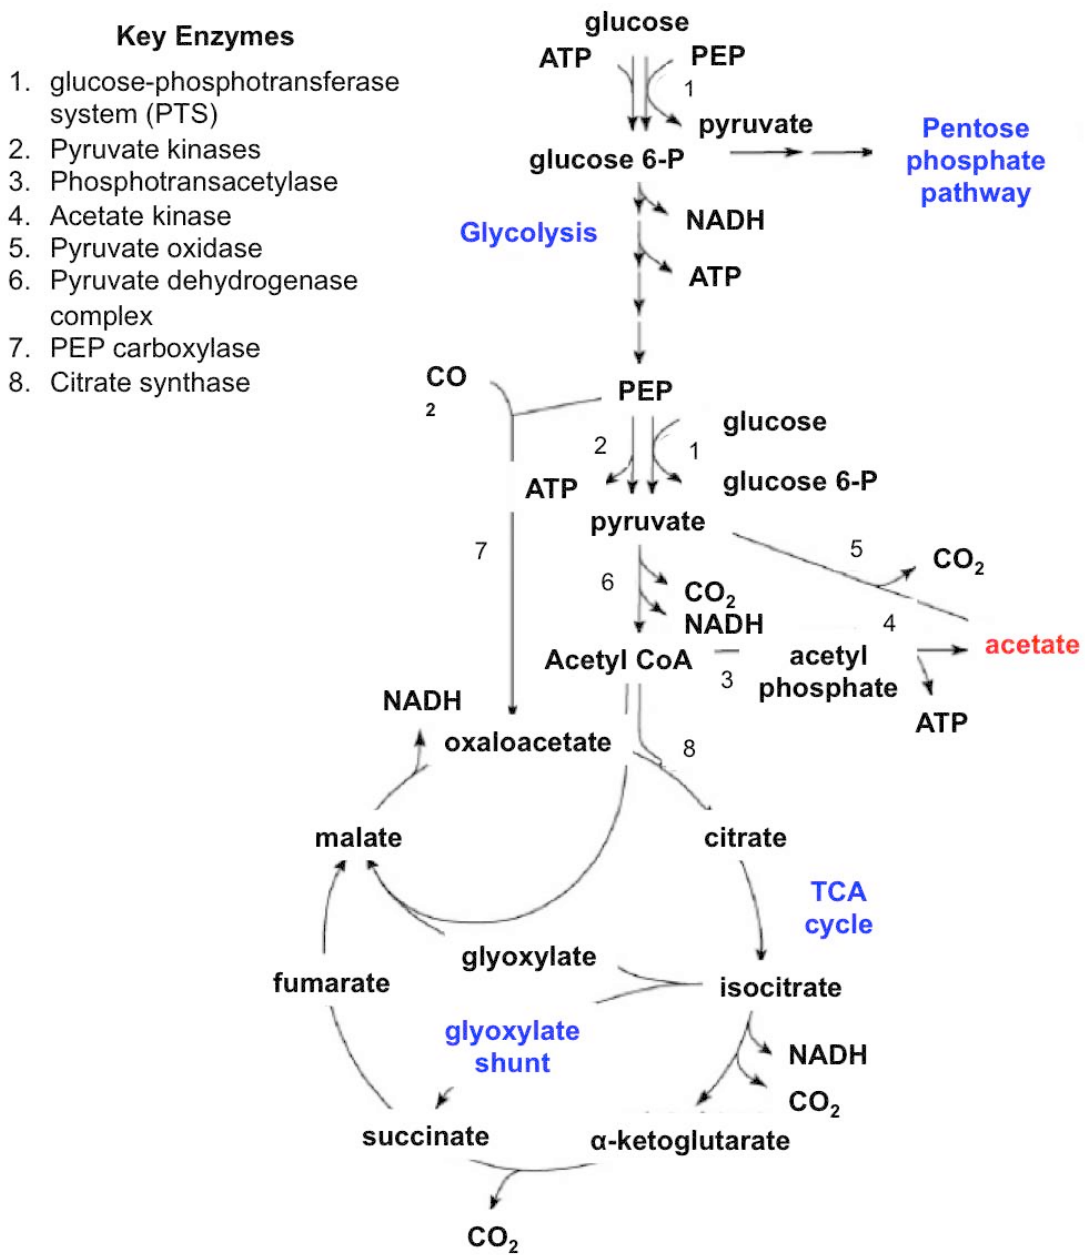 Key Enzymes
1. glucose-phosphotransferase
system (PTS)
2. Pyruvate kinases
3. Phosphotransacetylase
4. Acetate kinase
5. Pyruvate oxidase
6. Pyruvate dehydrogenase
complex
7. PEP carboxylase
8. Citrate synthase
glucose
ATP
PEP
1
pyruvate
glucose 6-P
Pentose
phosphate
pathway
NADH
Glycolysis
ATP
CO
2
PEP
glucose
2
1
ATP
glucose 6-P
pyruvate
7
5
CO₂
6
CO₂
NADH
4
Acetyl CoA
3
acetyl
phosphate
acetate
ATP
NADH
oxaloacetate
8
malate
citrate
TCA
cycle
glyoxylate
fumarate
isocitrate
glyoxylate
shunt
NADH
CO₂
succinate
α-ketoglutarate
CO₂